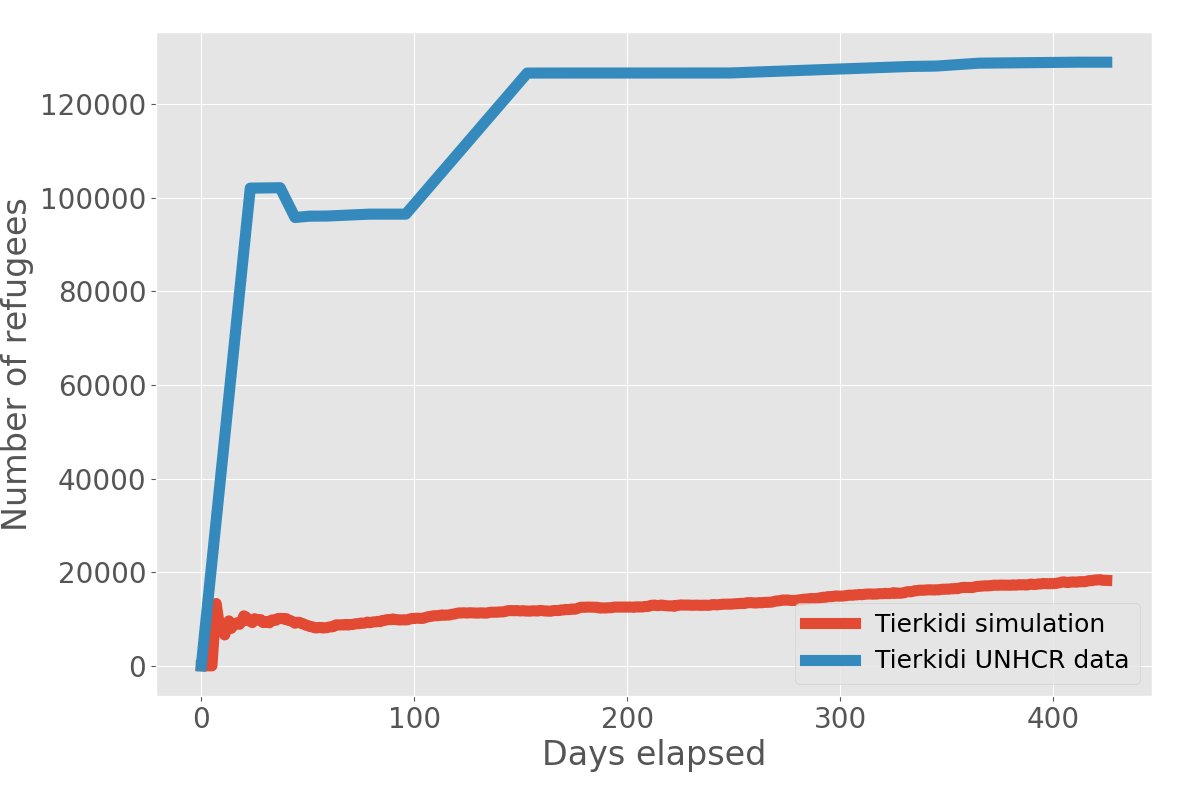 Number of refugees
120000
100000
80000
60000
40000
20000
0
0 100 200 300 400
Days elapsed
Tierkidi simulation
Tierkidi UNHCR data